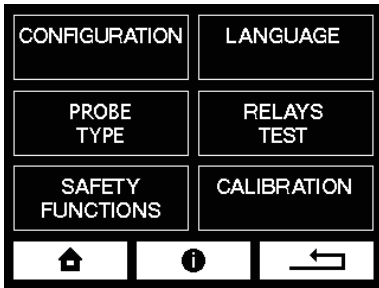 CONFIGURATION
LANGUAGE
PROBE
TYPE
RELAYS
TEST
SAFETY
FUNCTIONS
CALIBRATION